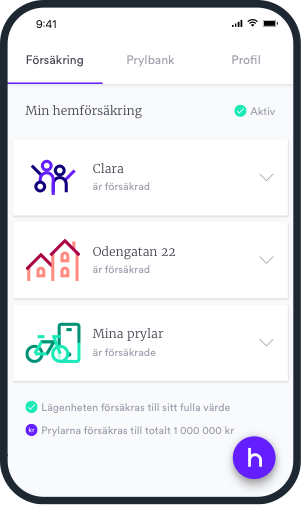 9:41
Försäkring Prylbank Profil
Min hemförsäkring Aktiv
Clara
är försäkrad
Odengatan 22
är försäkrad
Mina prylar
är försäkrade
Lägenheten försäkras till sitt fulla värde
kr Prylarna försäkras till totalt 1 000 000 kr
h